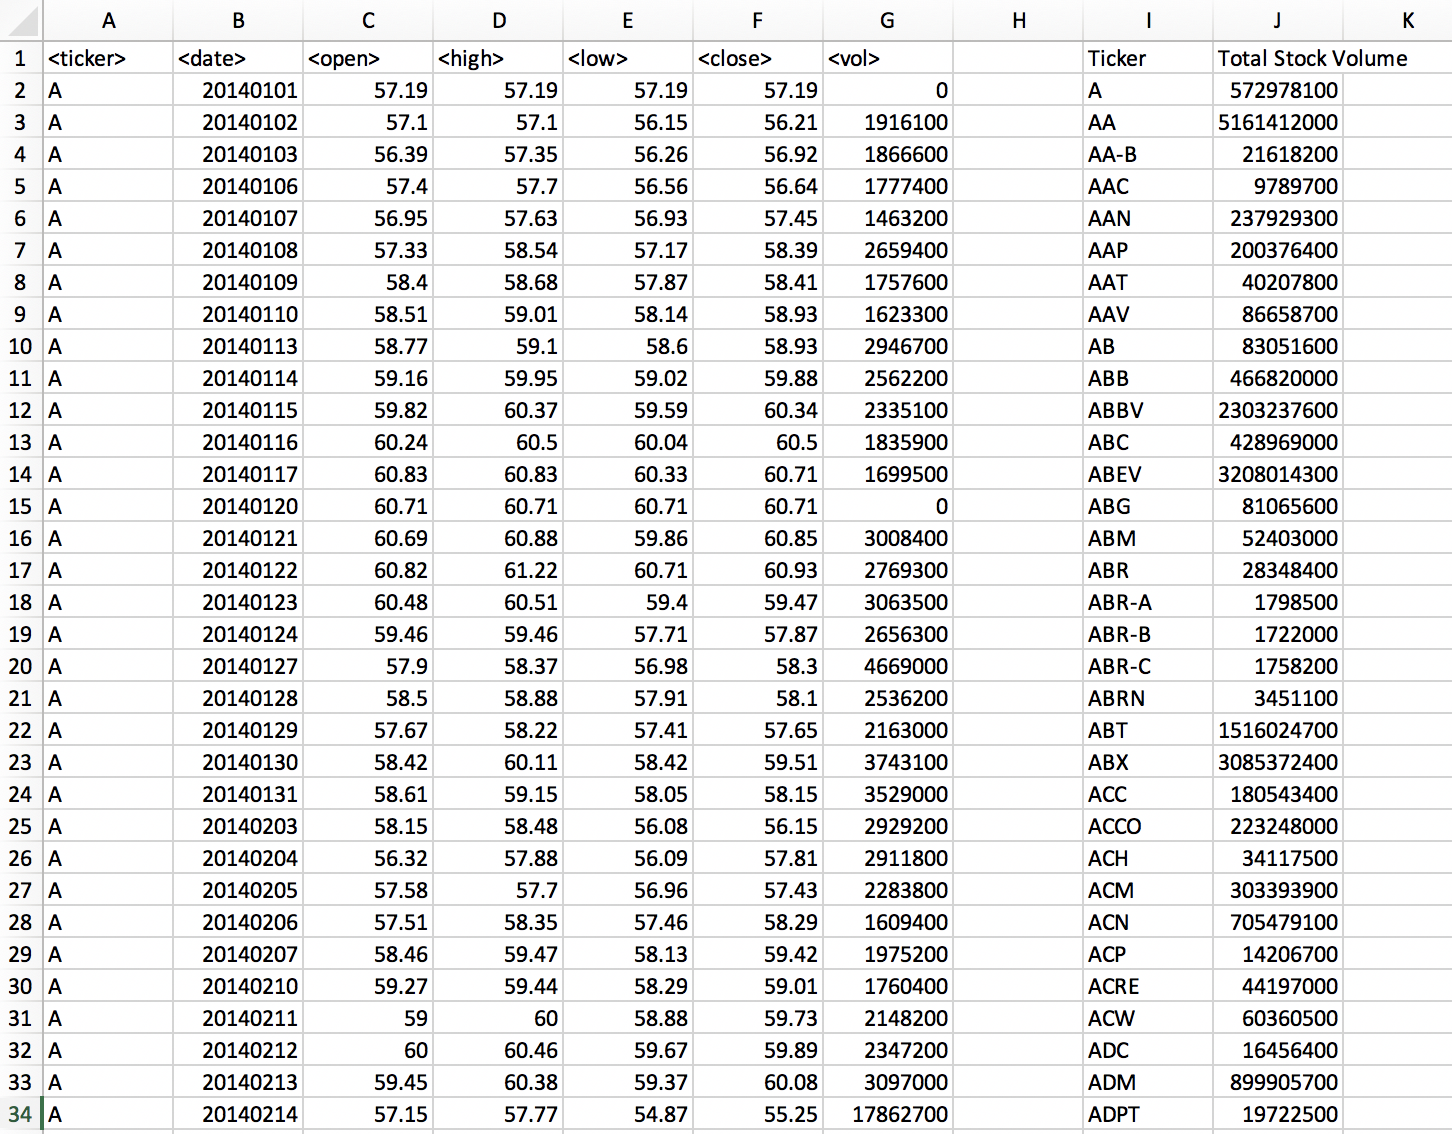 A B C D E F G H I J K
1 <ticker> <date> <open> <high> <low> <close> <vol> Ticker Total Stock Volume
2 A 20140101 57.19 57.19 57.19 57.19 0 A 572978100
3 A 20140102 57.1 57.1 56.15 56.21 1916100 AA 5161412000
4 A 20140103 56.39 57.35 56.26 56.92 1866600 AA-B 21618200
5 A 20140106 57.4 57.7 56.56 56.64 1777400 AAC 9789700
6 A 20140107 56.95 57.63 56.93 57.45 1463200 AAN 237929300
7 A 20140108 57.33 58.54 57.17 58.39 2659400 AAP 200376400
8 A 20140109 58.4 58.68 57.87 58.41 1757600 AAT 40207800
9 A 20140110 58.51 59.01 58.14 58.93 1623300 AAV 86658700
10 A 20140113 58.77 59.1 58.6 58.93 2946700 AB 83051600
11 A 20140114 59.16 59.95 59.02 59.88 2562200 ABB 466820000
12 A 20140115 59.82 60.37 59.59 60.34 2335100 ABBV 2303237600
13 A 20140116 60.24 60.5 60.04 60.5 1835900 ABC 428969000
14 A 20140117 60.83 60.83 60.33 60.71 1699500 ABEV 3208014300
15 A 20140120 60.71 60.71 60.71 60.71 0 ABG 81065600
16 A 20140121 60.69 60.88 59.86 60.85 3008400 ABM 52403000
17 A 20140122 60.82 61.22 60.71 60.93 2769300 ABR 28348400
18 A 20140123 60.48 60.51 59.4 59.47 3063500 ABR-A 1798500
19 A 20140124 59.46 59.46 57.71 57.87 2656300 ABR-B 1722000
20 A 20140127 57.9 58.37 56.98 58.3 4669000 ABR-C 1758200
21 A 20140128 58.5 58.88 57.91 58.1 2536200 ABRN 3451100
22 A 20140129 57.67 58.22 57.41 57.65 2163000 ABT 1516024700
23 A 20140130 58.42 60.11 58.42 59.51 3743100 ABX 3085372400
24 A 20140131 58.61 59.15 58.05 58.15 3529000 ACC 180543400
25 A 20140203 58.15 58.48 56.08 56.15 2929200 ACCO 223248000
26 A 20140204 56.32 57.88 56.09 57.81 2911800 ACH 34117500
27 A 20140205 57.58 57.7 56.96 57.43 2283800 ACM 303393900
28 A 20140206 57.51 58.35 57.46 58.29 1609400 ACN 705479100
29 A 20140207 58.46 59.47 58.13 59.42 1975200 ACP 14206700
30 A 20140210 59.27 59.44 58.29 59.01 1760400 ACRE 44197000
31 A 20140211 59 60 58.88 59.73 2148200 ACW 60360500
32 A 20140212 60 60.46 59.67 59.89 2347200 ADC 16456400
33 A 20140213 59.45 60.38 59.37 60.08 3097000 ADM 899905700
34 A 20140214 57.15 57.77 54.87 55.25 17862700 ADPT 19722500